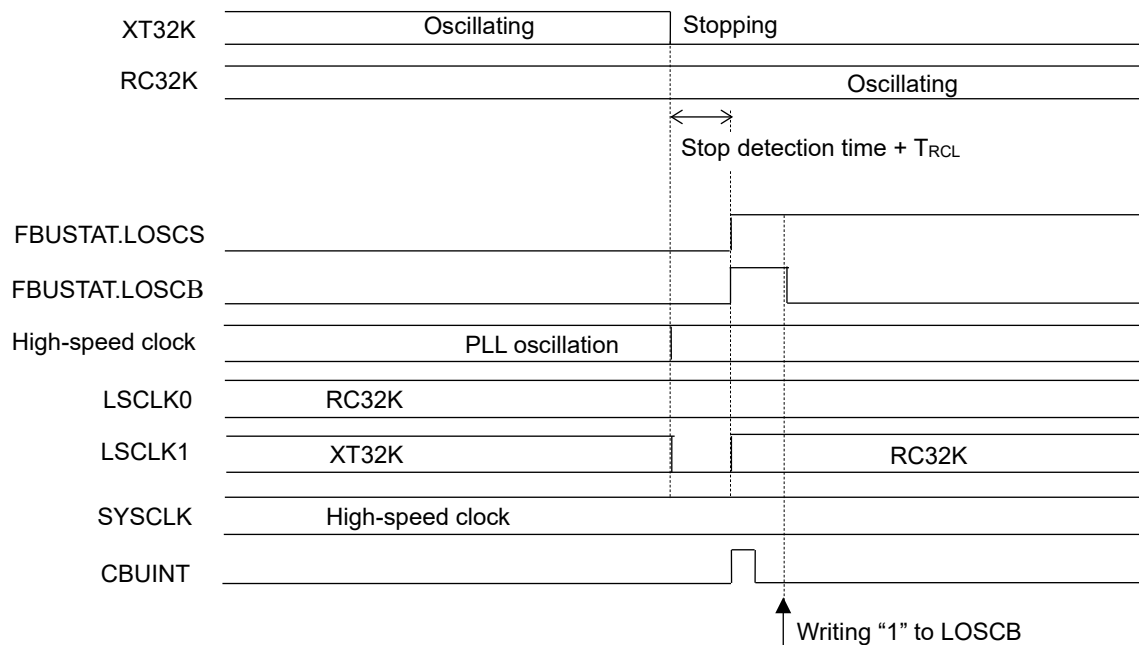 XT32K Oscillating Stopping
RC32K Oscillating
Stop detection time + TRCL
FBUSTAT.LOSCS
FBUSTAT.LOSCB
High-speed clock PLL oscillation
LSCLK0 RC32K
LSCLK1 XT32K RC32K
SYSCLK High-speed clock
CBUINT
Writing “1” to LOSCB